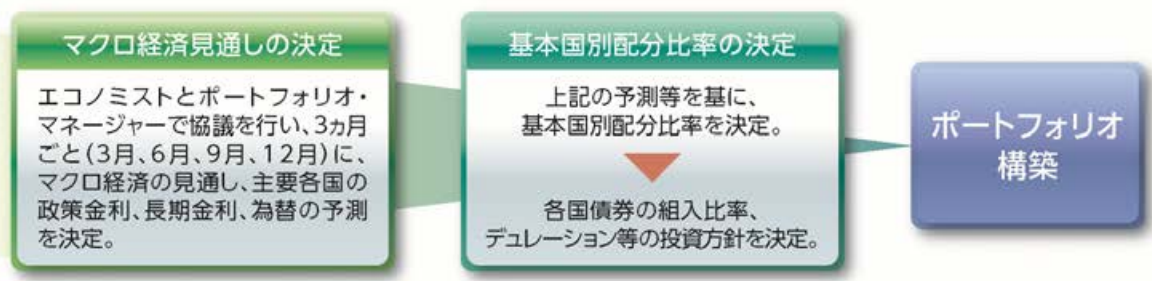 マクロ経済見通しの決定
エコノミストとポートフォリオ・
マネージャーで協議を行い、3ヵ月
ごと(3月、6月、9月、12月)に、
マクロ経済の見通し、主要各国の
政策金利、長期金利、為替の予測
を決定。
基本国別配分比率の決定
上記の予測等を基に、
基本国別配分比率を決定。
各国債券の組入比率、
デュレーション等の投資方針を決定。
ポートフォリオ
構築